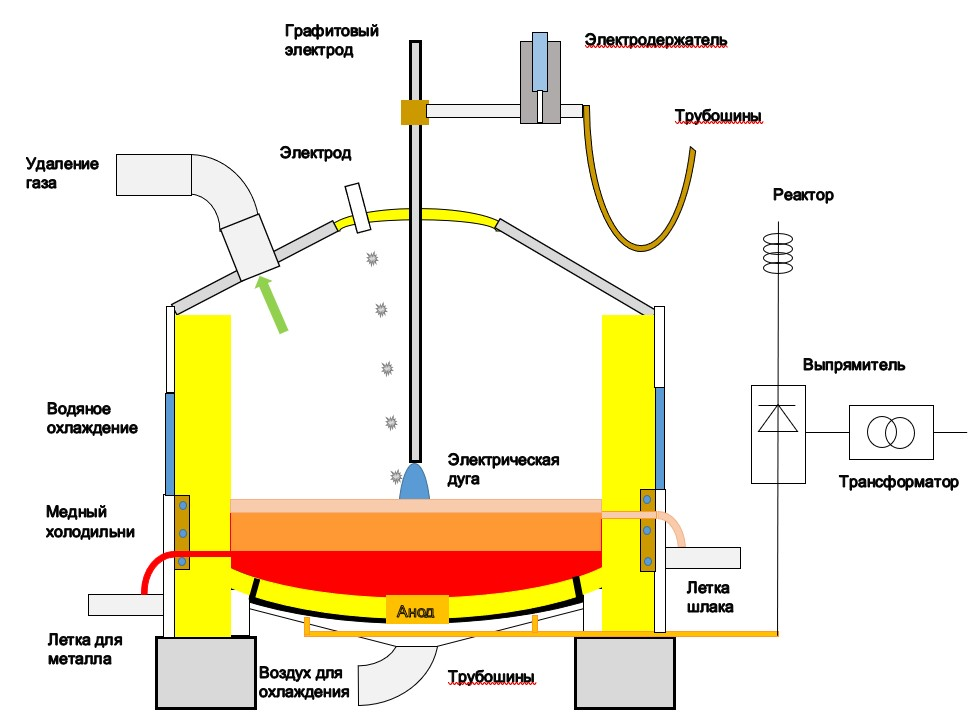 Графитовый
электрод
Электродержатель
Трубошины
Электрод
Удаление
газа
Реактор
Выпрямитель
Водяное
охлаждение
Электрическая
дуга
Трансформатор
Медный
холодильни
Летка
шлака
Анод
Летка для
металла
Воздух для
охлаждения
Трубошины